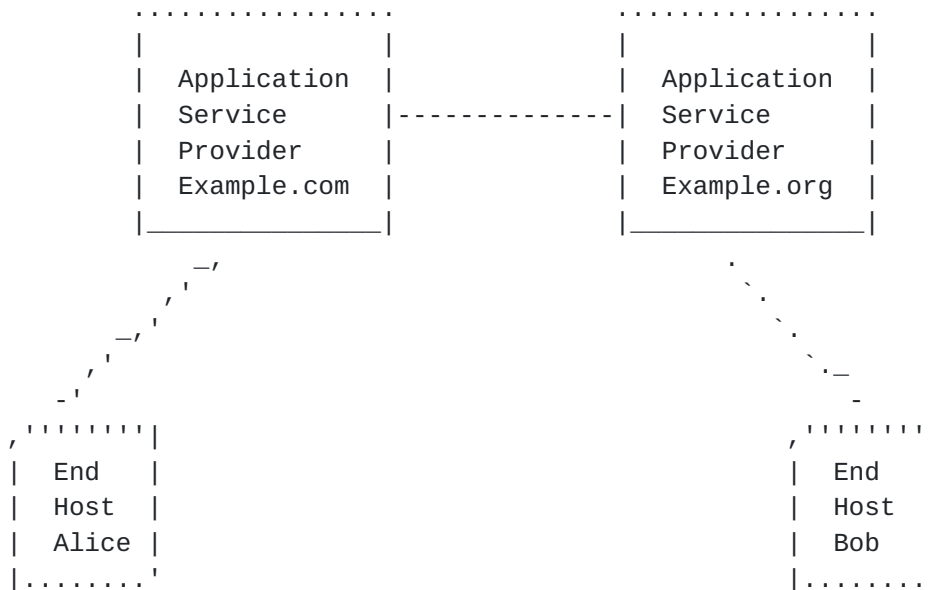 Application Application
Service Service
Provider Provider
Example.com Example.org
End End
Host Host
Alice Bob